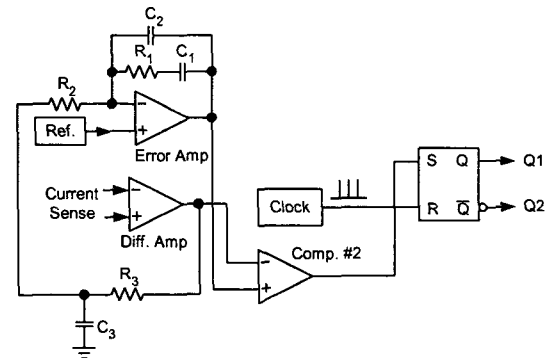 C2
R1
C1
R2
Ref.
−
+
Error Amp
Current
Sense
−
+
Diff. Amp
Clock
S
Q
Q1
R
Q̅
Q2
Comp. #2
−
+
R3
C3